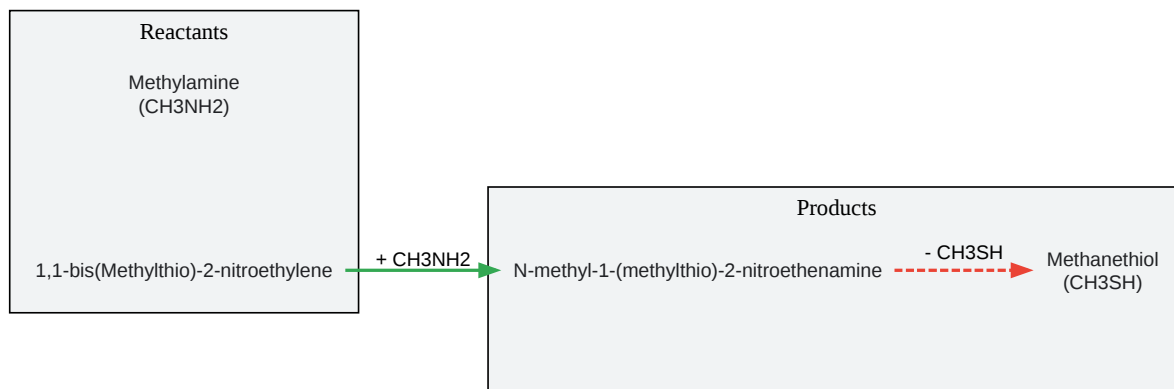 Reactants
Methylamine
(CH3NH2)
1,1-bis(Methylthio)-2-nitroethylene
+ CH3NH2
Products
N-methyl-1-(methylthio)-2-nitroethenamine
- CH3SH
Methanethiol
(CH3SH)